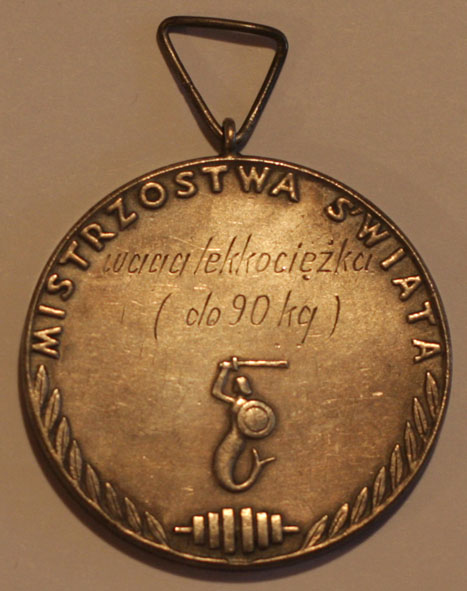 MISTRZOSTWA ŚWIATA
waga lekkociężka
(do 90 kg)